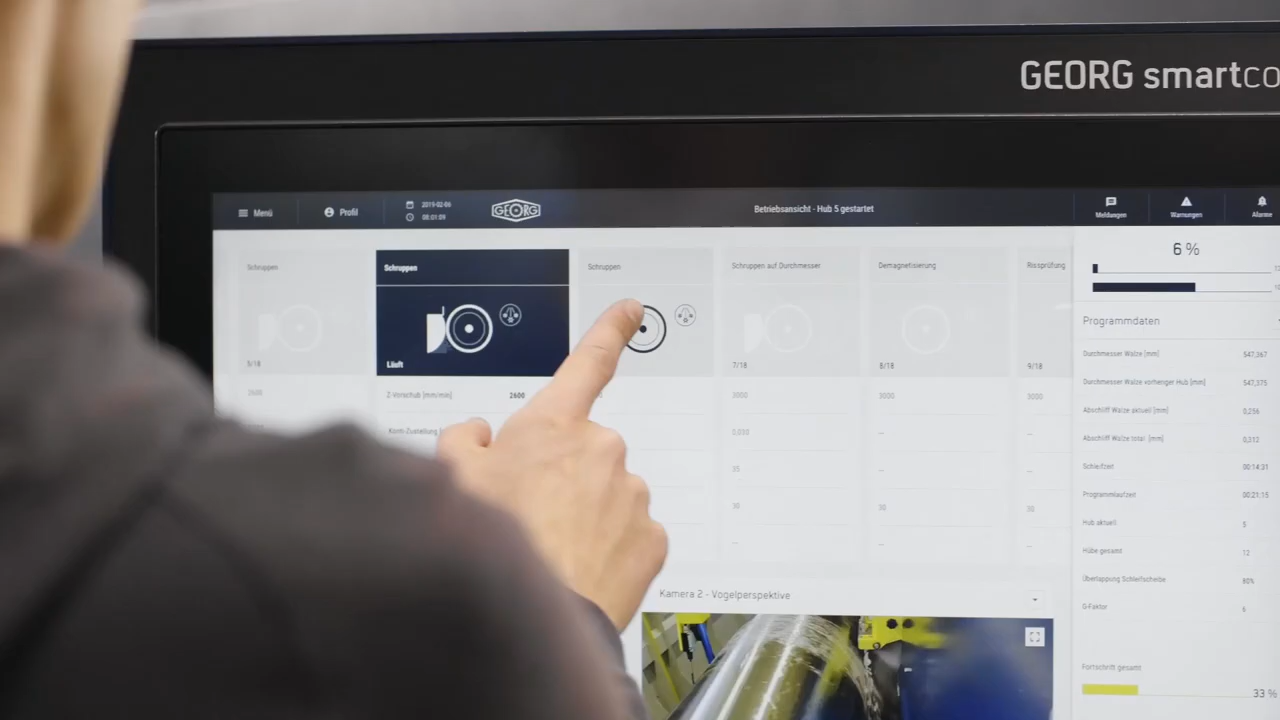 GEORG smartco
Menü
Profil
2019-02-06
08:01:09
GEORG
Betriebsansicht - Hub 5 gestartet
Meldungen
Warnungen
Alarme
Schruppen
5/18
2600
Schruppen
Läuft
Z-Vorschub [mm/min]
2600
Konti-Zustellung
Schruppen
Schruppen auf Durchmesser
7/18
3000
0,000
35
30
--
Demagnetisierung
8/18
3000
--
--
30
--
Rissprüfung
9/18
3000
--
--
30
--
6 %
Programmdaten
Durchmesser Walze [mm] 547,367
Durchmesser Walze vorheriger Hub [mm] 547,375
Abschliff Walze aktuell [mm] 0,256
Abschliff Walze total [mm] 0,312
Schleifzeit 00:14:31
Programmlaufzeit 00:21:15
Hub aktuell 5
Hübe gesamt 12
Überlappung Schleifscheibe 80%
G-Faktor 6
Fortschritt gesamt
33 %
Kamera 2 - Vogelperspektive